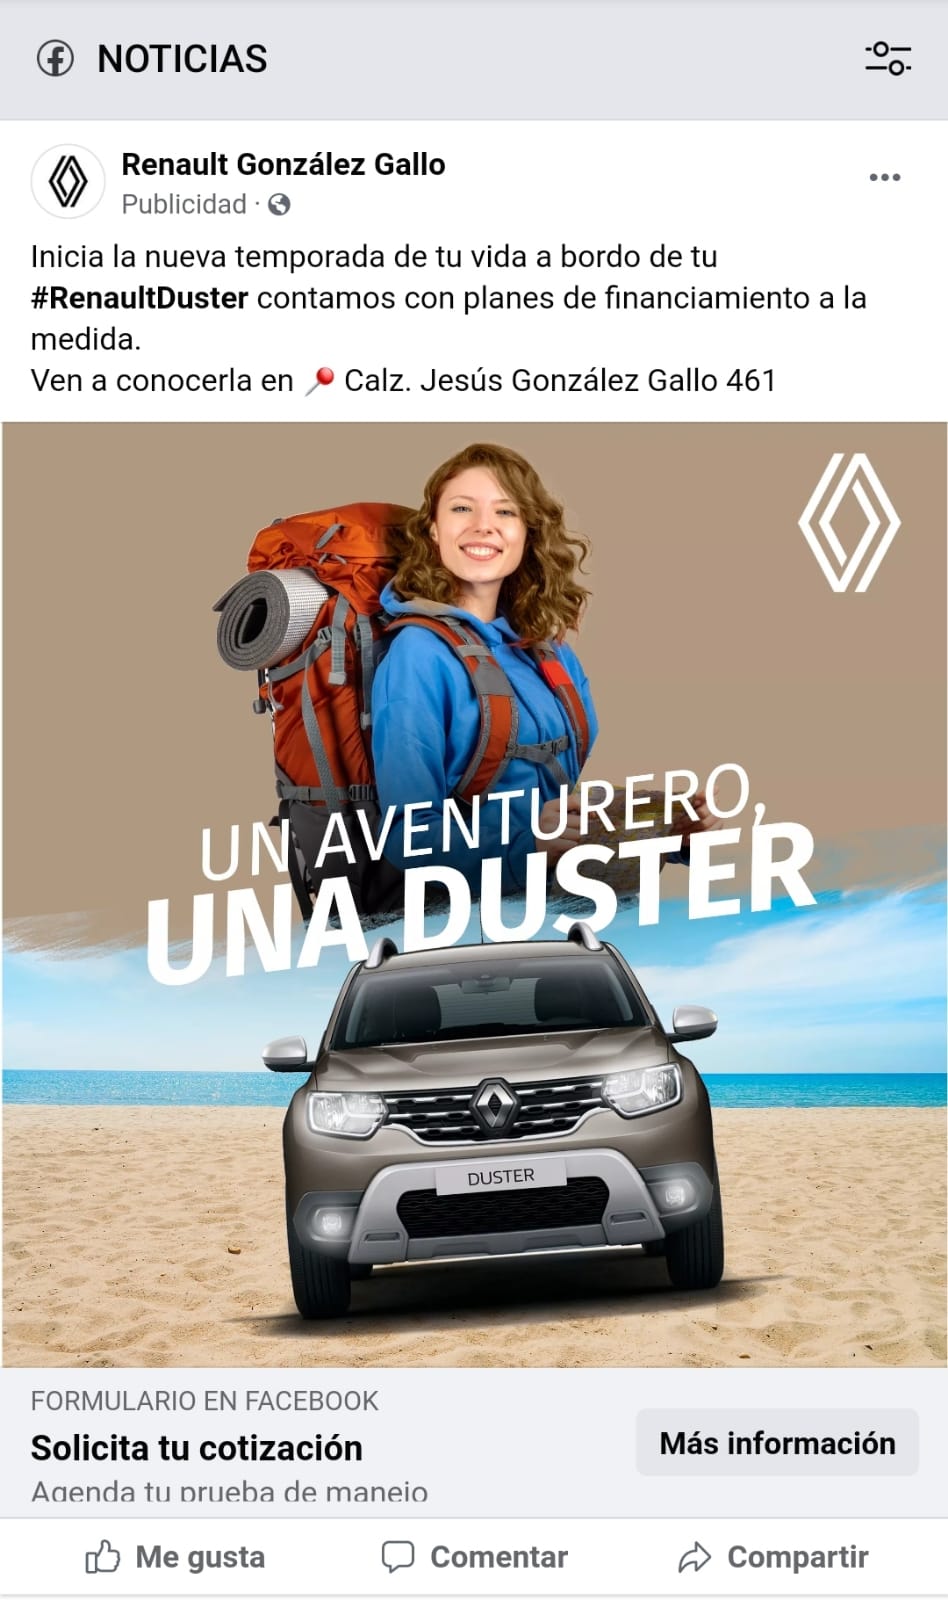 NOTICIAS
Renault González Gallo
Publicidad ·
Inicia la nueva temporada de tu vida a bordo de tu
#RenaultDuster contamos con planes de financiamiento a la
medida.
Ven a conocerla en 📍 Calz. Jesús González Gallo 461
UN AVENTURERO,
UNA DUSTER
DUSTER
FORMULARIO EN FACEBOOK
Solicita tu cotización
Más información
Agenda tu prueba de manejo
Me gusta
Comentar
Compartir